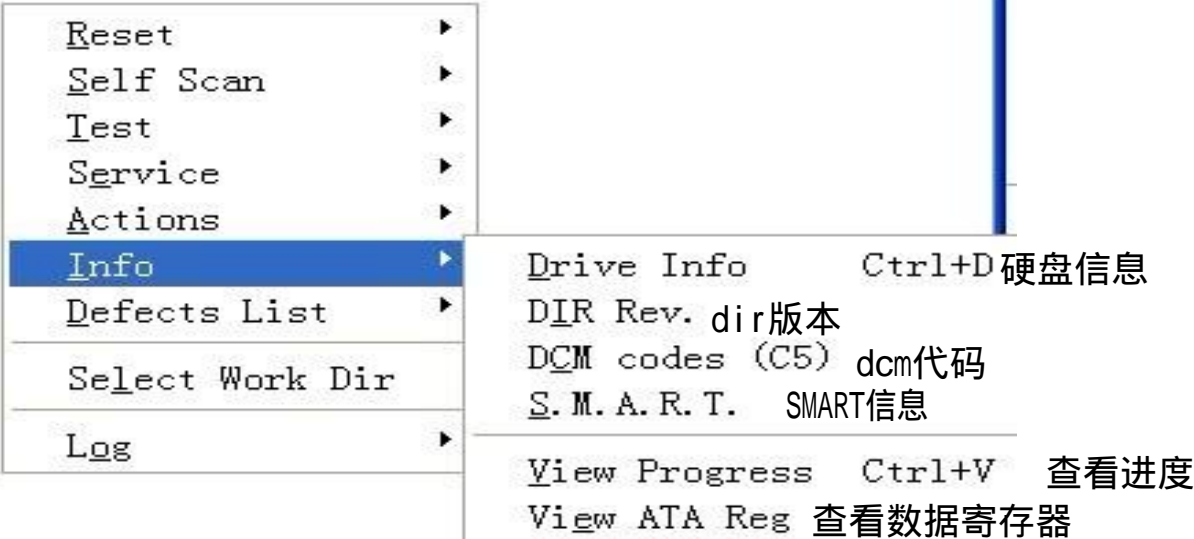 Reset
Self Scan
Test
Service
Actions
Info
Defects List
Select Work Dir
Log
Drive Info Ctrl+D 硬盘信息
DIR Rev. dir版本
DCM codes (C5) dcm代码
S.M.A.R.T. SMART信息
View Progress Ctrl+V 查看进度
View ATA Reg 查看数据寄存器